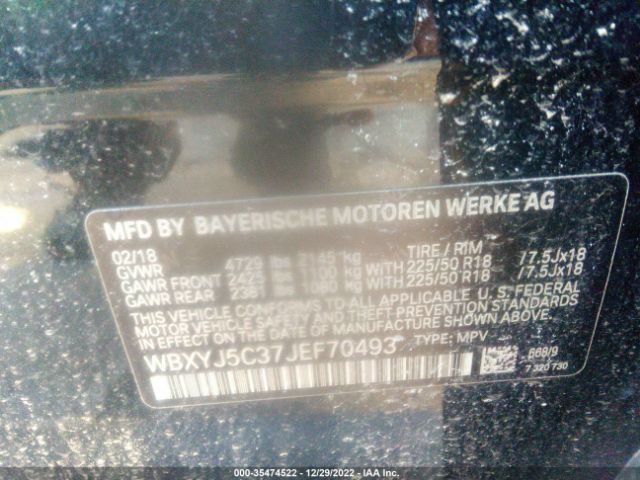 MFD BY BAYERISCHE MOTOREN WERKE AG
02/18 TIRE / RIM
GVWR 4729 lbs 2145 kg
GAWR FRONT 2425 lbs 1100 kg WITH 225/50 R18 /7.5Jx18
GAWR REAR 2381 lbs 1080 kg WITH 225/50 R18 /7.5Jx18
THIS VEHICLE CONFORMS TO ALL APPLICABLE U.S. FEDERAL
MOTOR VEHICLE SAFETY, BUMPER, AND THEFT PREVENTION STANDARDS
IN EFFECT ON THE DATE OF MANUFACTURE SHOWN ABOVE.
WBXYJ5C37JEF70493 TYPE: MPV
668/9
7 320 730
000-35474522 - 12/29/2022 - IAA Inc.